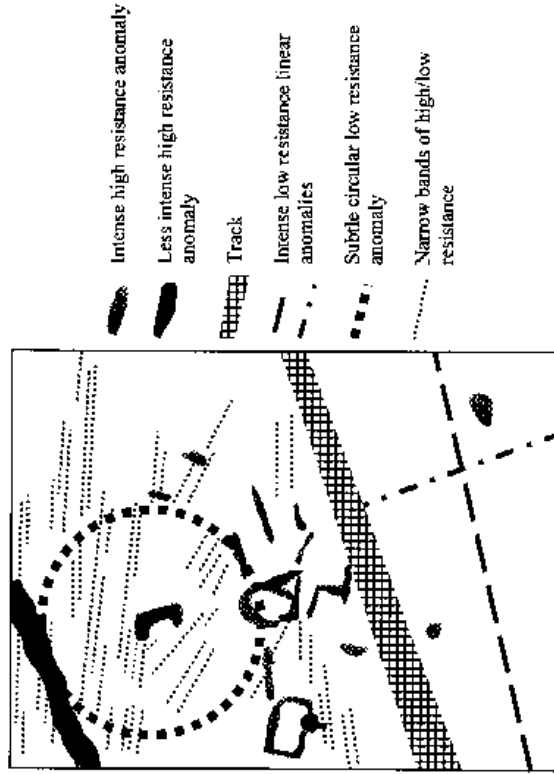 Intense high resistance anomaly
Less intense high resistance
anomaly
Track
Intense low resistance linear
anomalies
Subtle circular low resistance
anomaly
Narrow bands of high/low
resistance